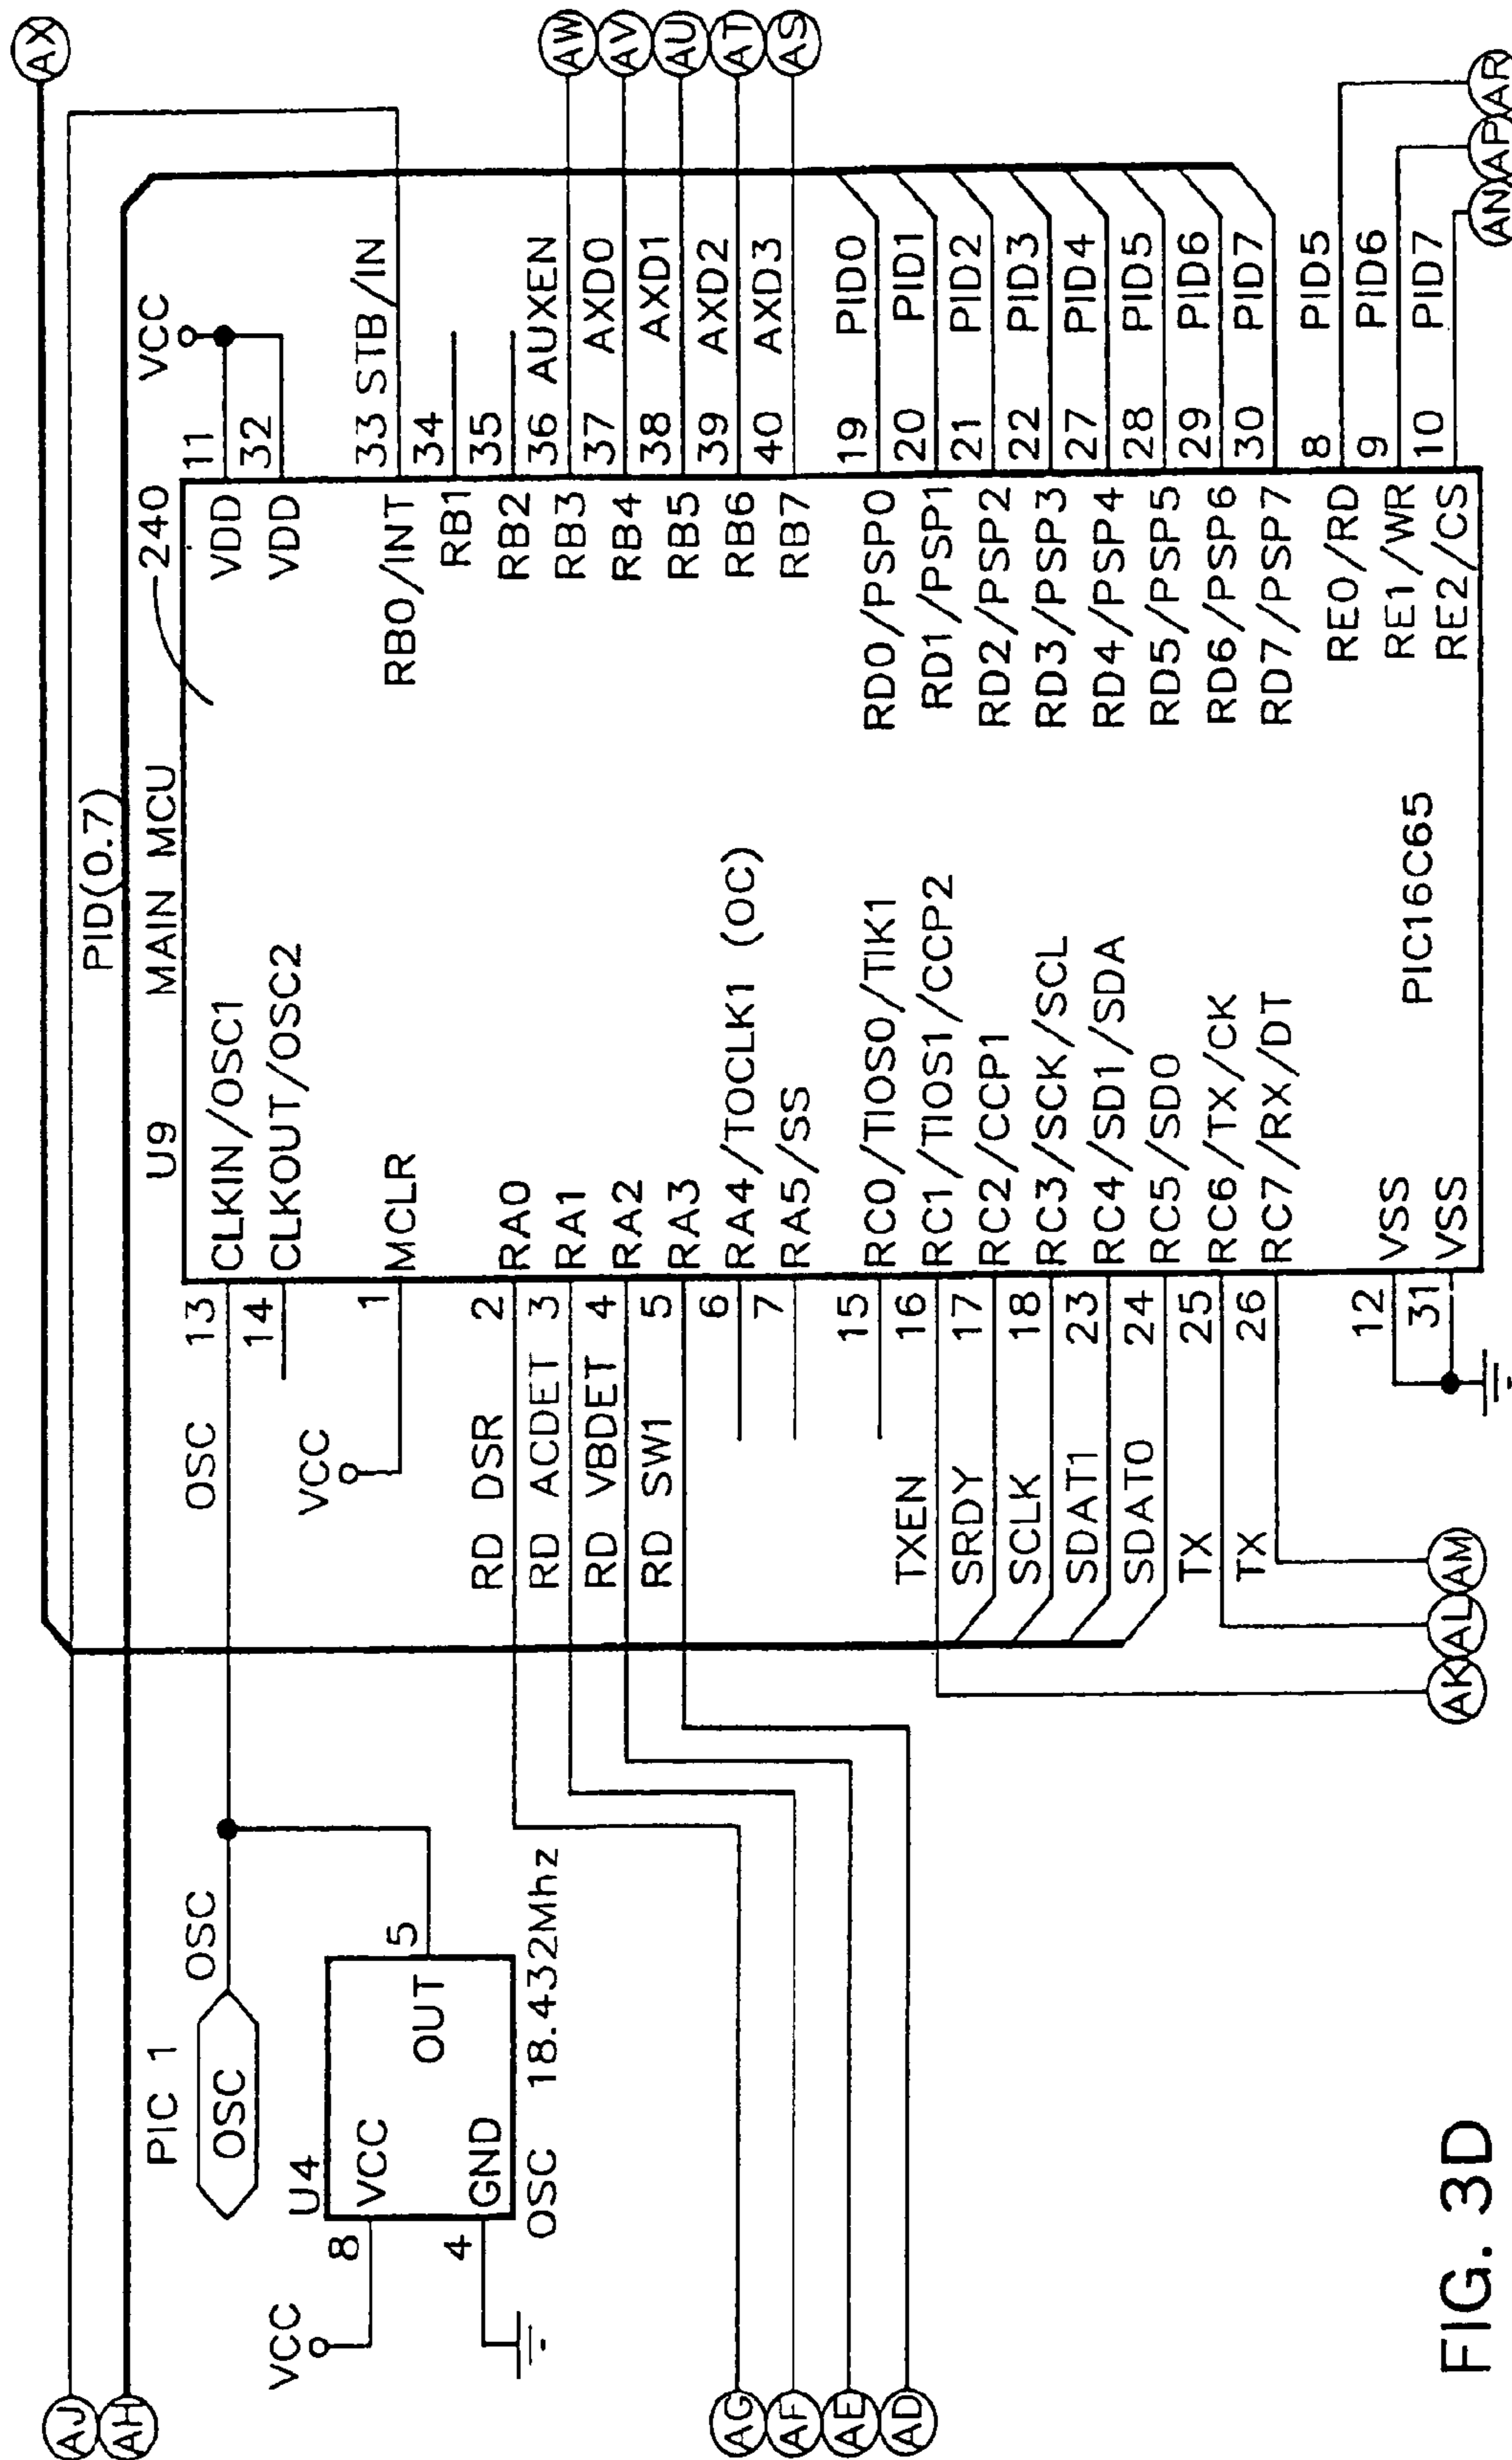 AX
AJ
AH
PID(0.7)
U9 MAIN MCU 240
PIC 1
OSC
OSC
OSC
U4
VCC
8
VCC
OUT
5
4
GND
OSC 18.432Mhz
13 CLKIN/OSC1
14 CLKOUT/OSC2
VCC
1 MCLR
RD DSR 2 RA0
RD ACDET 3 RA1
RD VBDET 4 RA2
RD SW1 5 RA3
6 RA4/TOCLK1 (OC)
7 RA5/SS
15 RC0/TIOS0/TIK1
TXEN 16 RC1/TIOS1/CCP2
SRDY 17 RC2/CCP1
SCLK 18 RC3/SCK/SCL
SDAT1 23 RC4/SD1/SDA
SDAT0 24 RC5/SD0
TX 25 RC6/TX/CK
TX 26 RC7/RX/DT
12 VSS
31 VSS
PIC16C65
VCC
VDD 11
VDD 32
RB0/INT 33 STB/IN
RB1 34
RB2 35
RB3 36 AUXEN
RB4 37 AXD0
RB5 38 AXD1
RB6 39 AXD2
RB7 40 AXD3
RD0/PSP0 19 PID0
RD1/PSP1 20 PID1
RD2/PSP2 21 PID2
RD3/PSP3 22 PID3
RD4/PSP4 27 PID4
RD5/PSP5 28 PID5
RD6/PSP6 29 PID6
RD7/PSP7 30 PID7
RE0/RD 8 PID5
RE1/WR 9 PID6
RE2/CS 10 PID7
AW
AV
AU
AT
AS
AG
AF
AE
AD
AK AL AM
AN AP AR
FIG. 3D